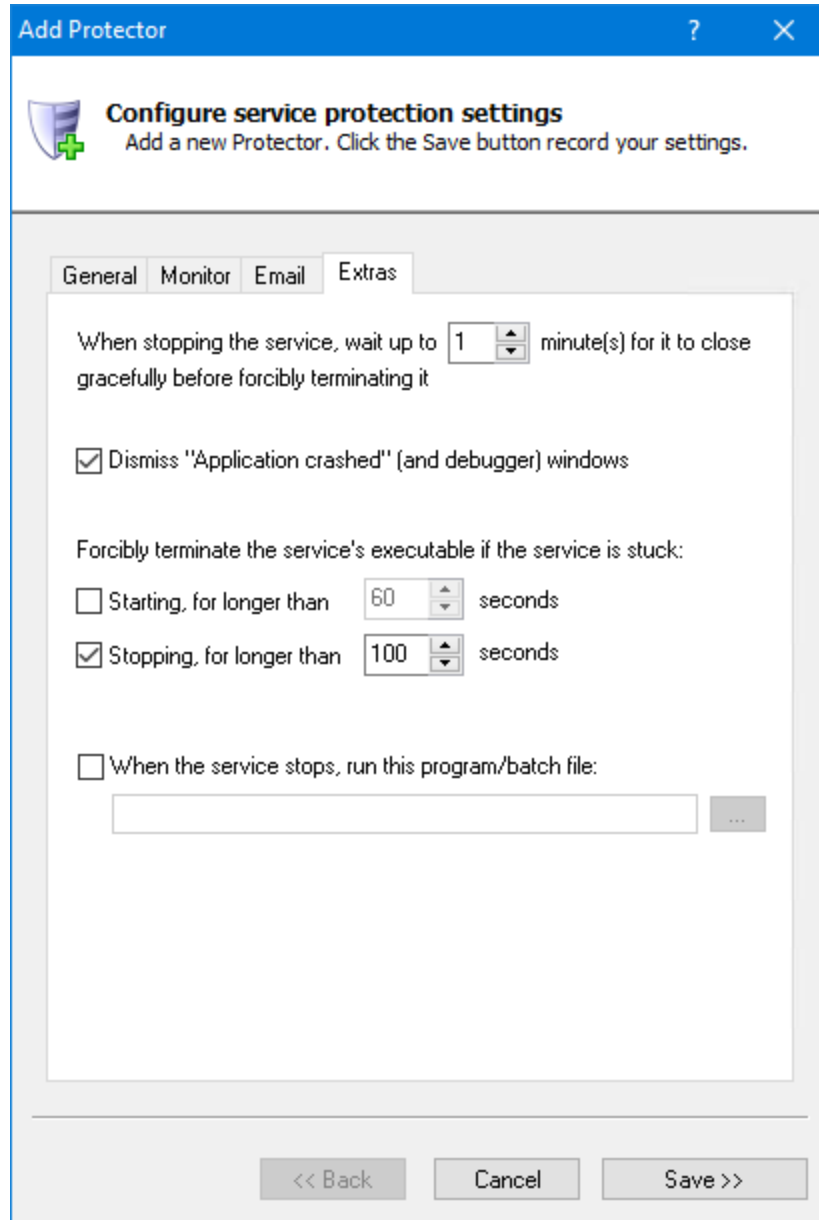 Add Protector ?
Configure service protection settings
Add a new Protector. Click the Save button record your settings.
General Monitor Email Extras
When stopping the service, wait up to 1 minute(s) for it to close
gracefully before forcibly terminating it
Dismiss "Application crashed" (and debugger) windows
Forcibly terminate the service's executable if the service is stuck:
Starting, for longer than 60 seconds
Stopping, for longer than 100 seconds
When the service stops, run this program/batch file:
...
<< Back Cancel Save >>